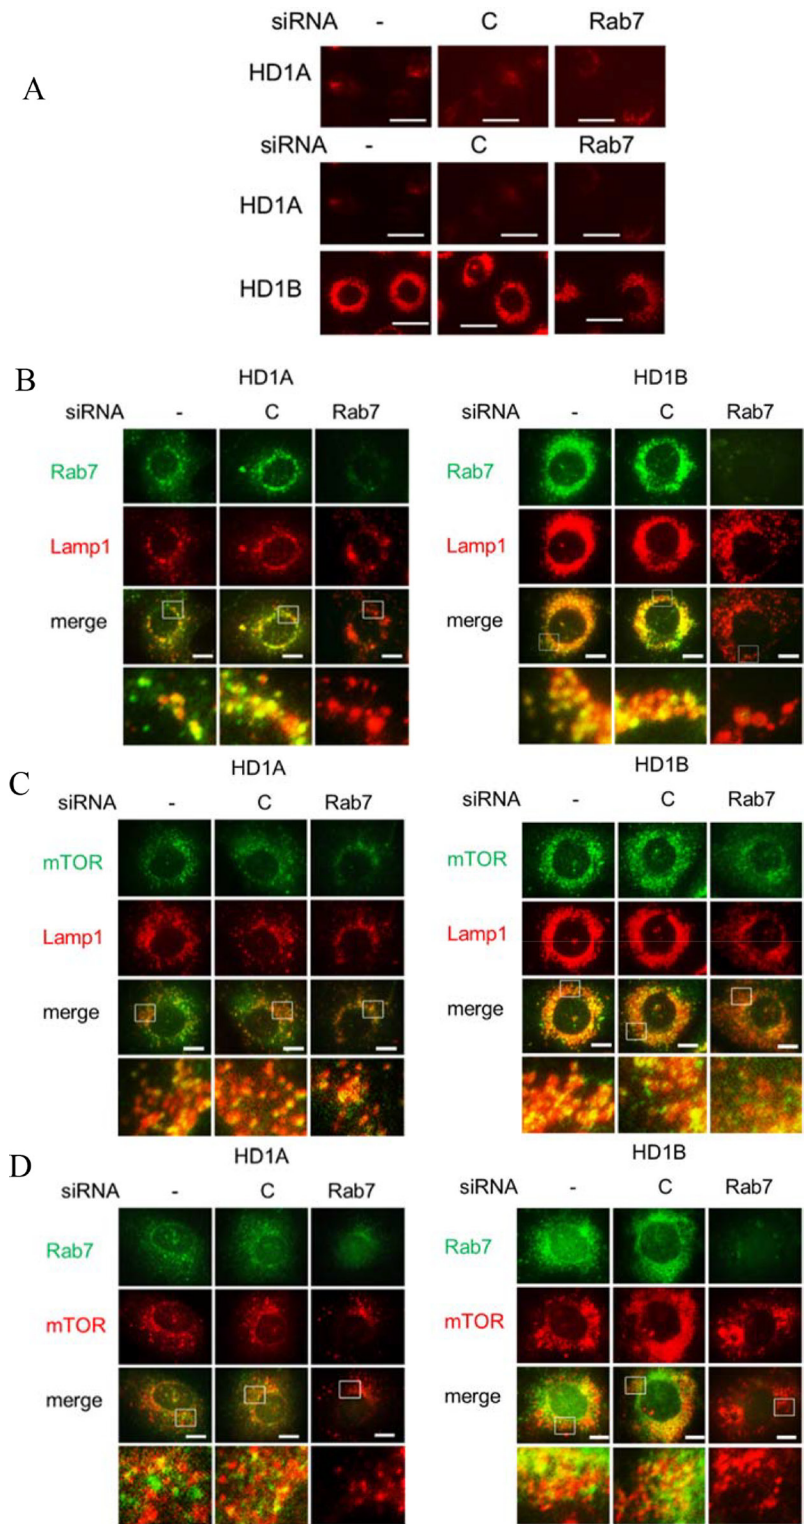 siRNA - C Rab7
A
HD1A
siRNA - C Rab7
HD1A
HD1B
B
HD1A HD1B
siRNA - C Rab7 siRNA - C Rab7
Rab7 Rab7
Lamp1 Lamp1
merge merge
C
HD1A HD1B
siRNA - C Rab7 siRNA - C Rab7
mTOR mTOR
Lamp1 Lamp1
merge merge
D
HD1A HD1B
siRNA - C Rab7 siRNA - C Rab7
Rab7 Rab7
mTOR mTOR
merge merge